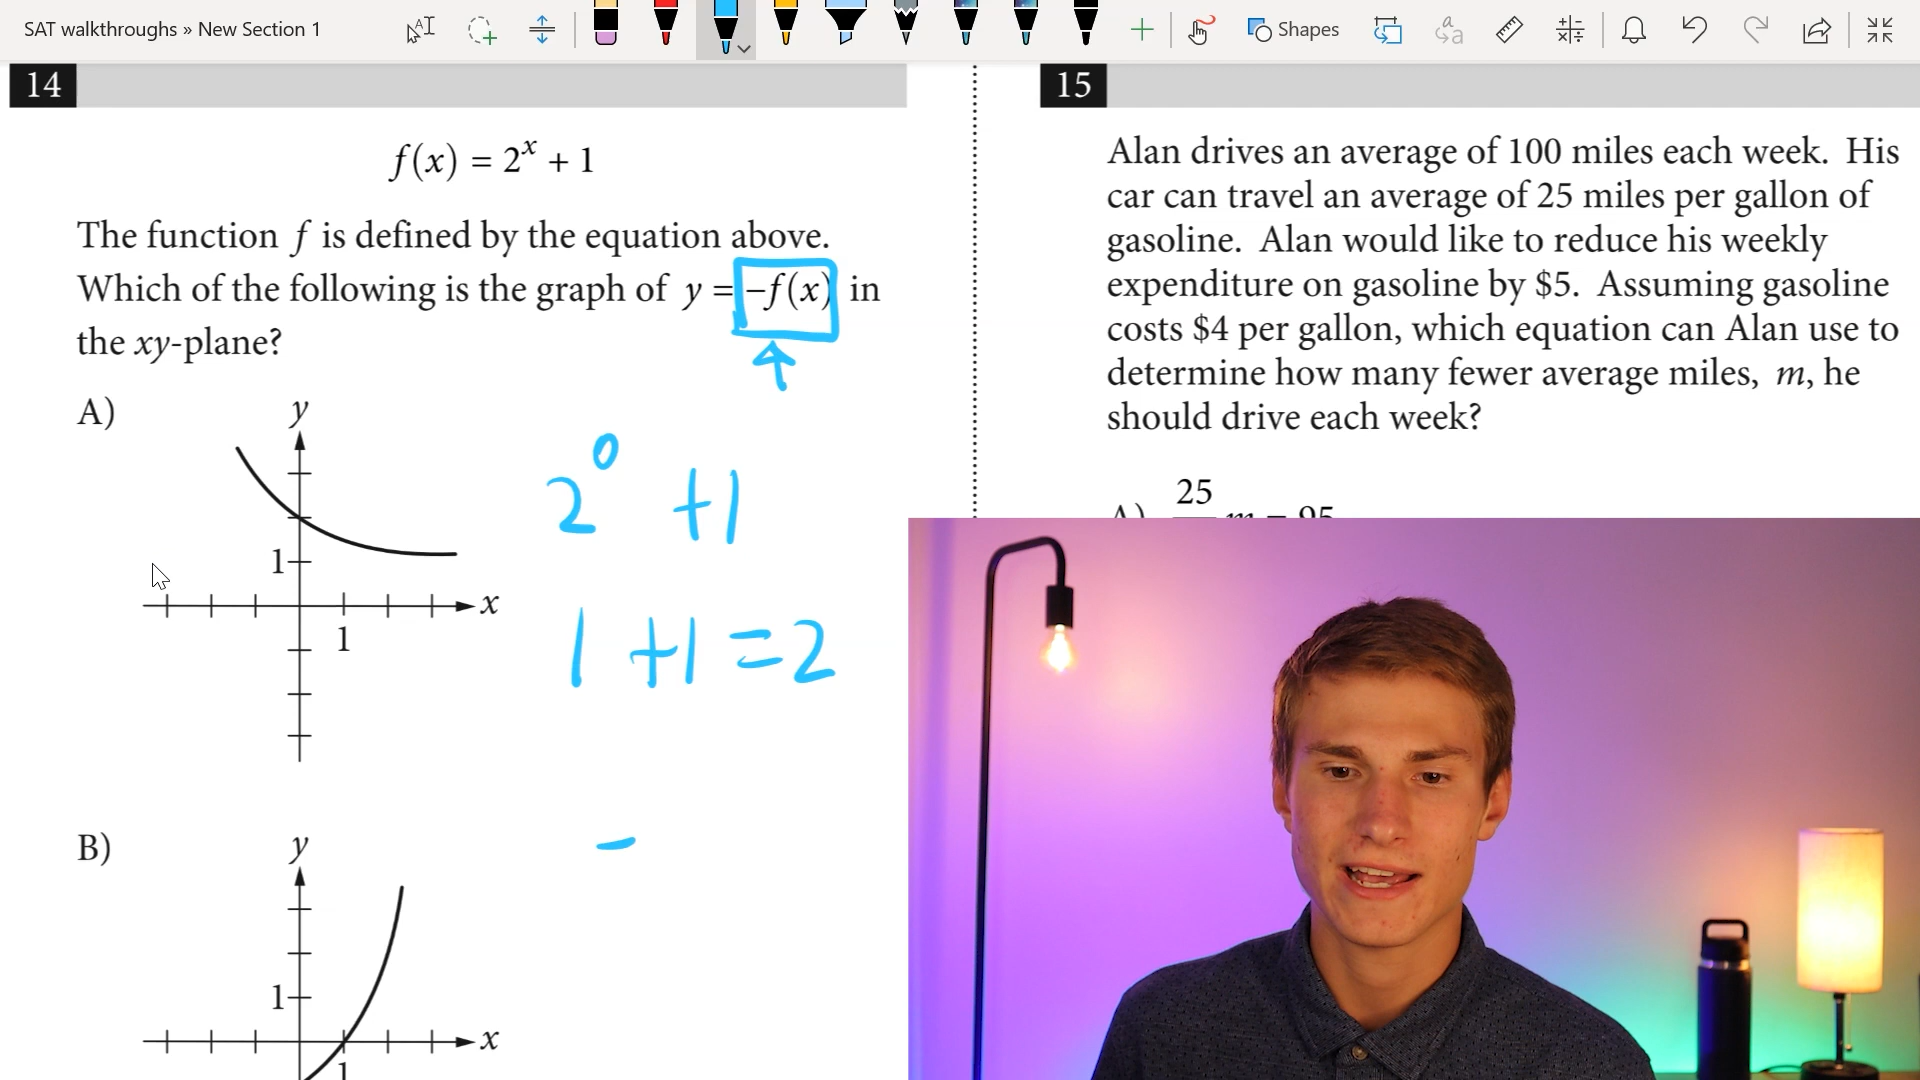 SAT walkthroughs » New Section 1
Shapes
14
f(x) = 2^x + 1
The function f is defined by the equation above.
Which of the following is the graph of y = −f(x) in
the xy-plane?
A)
y
1
x
1
2^0 +1
1 +1 = 2
B)
y
−
1
x
1
15
Alan drives an average of 100 miles each week. His
car can travel an average of 25 miles per gallon of
gasoline. Alan would like to reduce his weekly
expenditure on gasoline by $5. Assuming gasoline
costs $4 per gallon, which equation can Alan use to
determine how many fewer average miles, m, he
should drive each week?
A) 25 m = 95